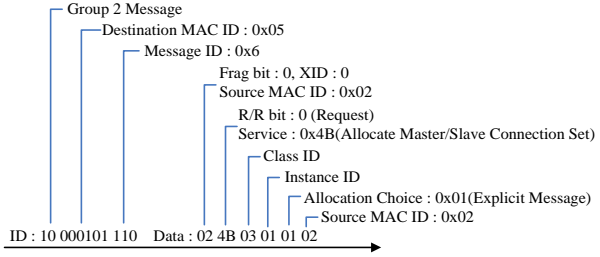 Group 2 Message
Destination MAC ID : 0x05
Message ID : 0x6
Frag bit : 0, XID : 0
Source MAC ID : 0x02
R/R bit : 0 (Request)
Service : 0x4B(Allocate Master/Slave Connection Set)
Class ID
Instance ID
Allocation Choice : 0x01(Explicit Message)
Source MAC ID : 0x02
ID : 10 000101 110 Data : 02 4B 03 01 01 02